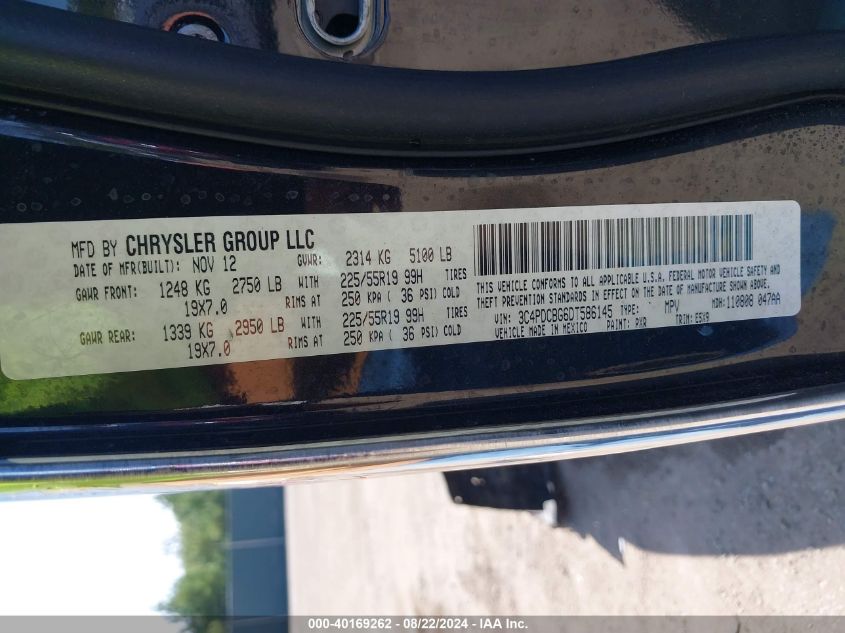 MFD BY CHRYSLER GROUP LLC
DATE OF MFR(BUILT): NOV 12 GVWR: 2314 KG 5100 LB
GAWR FRONT: 1248 KG 2750 LB WITH 225/55R19 99H TIRES
19X7.0 RIMS AT 250 KPA ( 36 PSI) COLD
GAWR REAR: 1339 KG 2950 LB WITH 225/55R19 99H TIRES
19X7.0 RIMS AT 250 KPA ( 36 PSI) COLD
THIS VEHICLE CONFORMS TO ALL APPLICABLE U.S.A. FEDERAL MOTOR VEHICLE SAFETY AND
THEFT PREVENTION STANDARDS IN EFFECT ON THE DATE OF MANUFACTURE SHOWN ABOVE.
VIN: 3C4PDCBG6DT586145 TYPE: MPV MDH: 110808 047AA
MADE IN MEXICO PAINT: PXR TRIM: E5X9
000-40169262 - 08/22/2024 - IAA Inc.